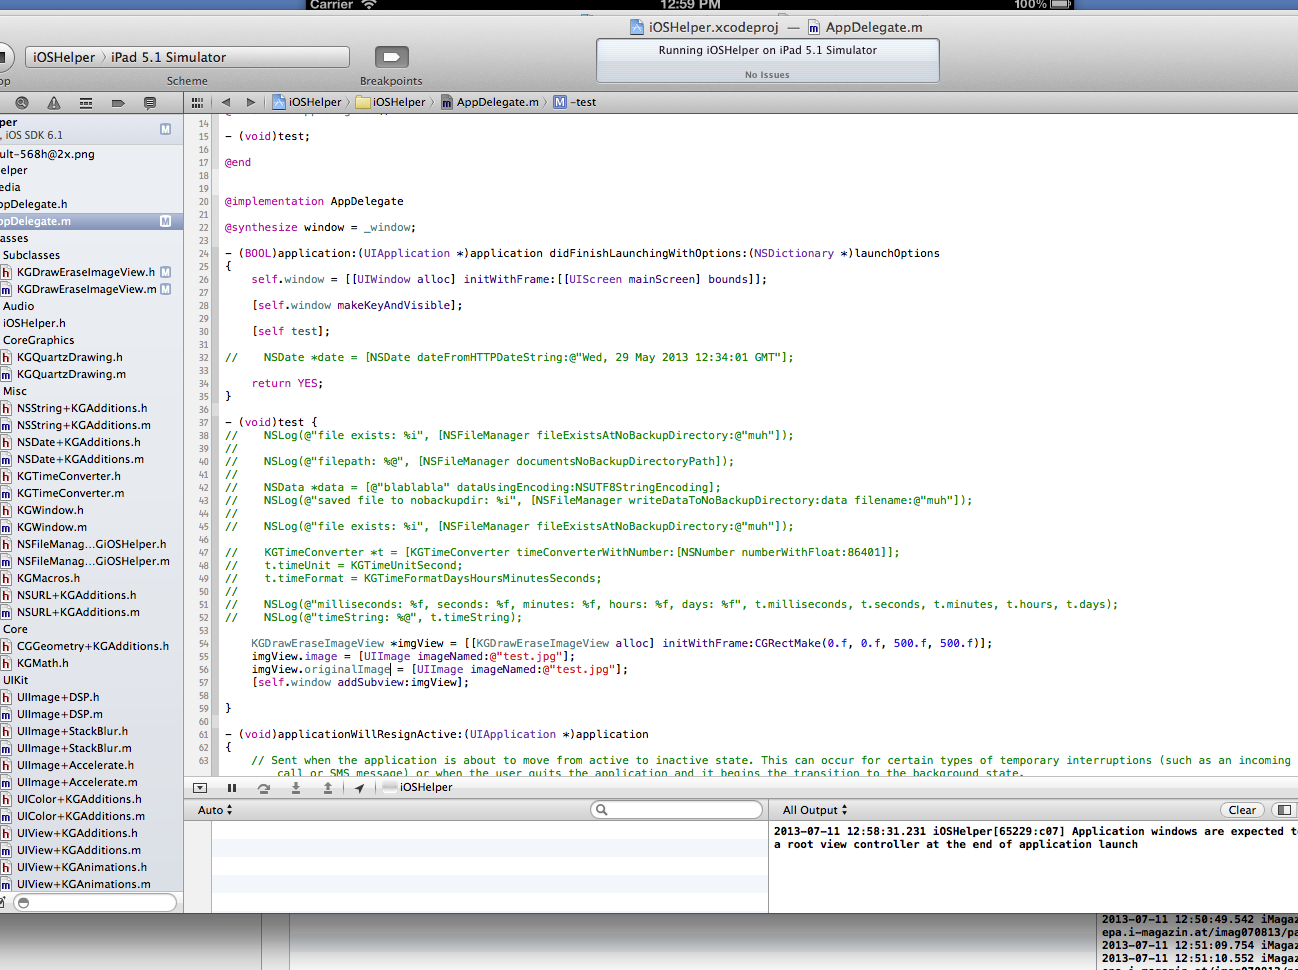 Carrier 12:59 PM 100%
iOSHelper.xcodeproj — AppDelegate.m
iOSHelper iPad 5.1 Simulator
Running iOSHelper on iPad 5.1 Simulator
No Issues
op Scheme Breakpoints
iOSHelper iOSHelper AppDelegate.m M -test
per M
, iOS SDK 6.1
ult-568h@2x.png
elper
edia
ppDelegate.h
ppDelegate.m M
asses
Subclasses
h KGDrawEraseImageView.h M
m KGDrawEraseImageView.m M
Audio
iOSHelper.h
CoreGraphics
h KGQuartzDrawing.h
m KGQuartzDrawing.m
Misc
h NSString+KGAdditions.h
m NSString+KGAdditions.m
h NSDate+KGAdditions.h
m NSDate+KGAdditions.m
h KGTimeConverter.h
m KGTimeConverter.m
h KGWindow.h
m KGWindow.m
h NSFileManag...GiOSHelper.h
m NSFileManag...GiOSHelper.m
h KGMacros.h
h NSURL+KGAdditions.h
m NSURL+KGAdditions.m
Core
h CGGeometry+KGAdditions.h
h KGMath.h
UIKit
h UIImage+DSP.h
m UIImage+DSP.m
h UIImage+StackBlur.h
m UIImage+StackBlur.m
h UIImage+Accelerate.h
m UIImage+Accelerate.m
h UIColor+KGAdditions.h
m UIColor+KGAdditions.m
h UIView+KGAdditions.h
m UIView+KGAdditions.m
h UIView+KGAnimations.h
m UIView+KGAnimations.m
14
15 - (void)test;
16
17 @end
18
19
20 @implementation AppDelegate
21
22 @synthesize window = _window;
23
24 - (BOOL)application:(UIApplication *)application didFinishLaunchingWithOptions:(NSDictionary *)launchOptions
25 {
26 self.window = [[UIWindow alloc] initWithFrame:[[UIScreen mainScreen] bounds]];
27
28 [self.window makeKeyAndVisible];
29
30 [self test];
31
32 // NSDate *date = [NSDate dateFromHTTPDateString:@"Wed, 29 May 2013 12:34:01 GMT"];
33
34 return YES;
35 }
36
37 - (void)test {
38 // NSLog(@"file exists: %i", [NSFileManager fileExistsAtNoBackupDirectory:@"muh"]);
39 //
40 // NSLog(@"filepath: %@", [NSFileManager documentsNoBackupDirectoryPath]);
41 //
42 // NSData *data = [@"blablabla" dataUsingEncoding:NSUTF8StringEncoding];
43 // NSLog(@"saved file to nobackupdir: %i", [NSFileManager writeDataToNoBackupDirectory:data filename:@"muh"]);
44 //
45 // NSLog(@"file exists: %i", [NSFileManager fileExistsAtNoBackupDirectory:@"muh"]);
46
47 // KGTimeConverter *t = [KGTimeConverter timeConverterWithNumber:[NSNumber numberWithFloat:86401]];
48 // t.timeUnit = KGTimeUnitSecond;
49 // t.timeFormat = KGTimeFormatDaysHoursMinutesSeconds;
50 //
51 // NSLog(@"milliseconds: %f, seconds: %f, minutes: %f, hours: %f, days: %f", t.milliseconds, t.seconds, t.minutes, t.hours, t.days);
52 // NSLog(@"timeString: %@", t.timeString);
53
54 KGDrawEraseImageView *imgView = [[KGDrawEraseImageView alloc] initWithFrame:CGRectMake(0.f, 0.f, 500.f, 500.f)];
55 imgView.image = [UIImage imageNamed:@"test.jpg"];
56 imgView.originalImage = [UIImage imageNamed:@"test.jpg"];
57 [self.window addSubview:imgView];
58
59 }
60
61 - (void)applicationWillResignActive:(UIApplication *)application
62 {
63 // Sent when the application is about to move from active to inactive state. This can occur for certain types of temporary interruptions (such as an incoming
call or SMS message) or when the user quits the application and it begins the transition to the background state.
iOSHelper
Auto All Output Clear
2013-07-11 12:58:31.231 iOSHelper[65229:c07] Application windows are expected t
a root view controller at the end of application launch
2013-07-11 12:50:49.542 iMagaz
epa.i-magazin.at/imag070813/pa
2013-07-11 12:51:09.754 iMagaz
2013-07-11 12:51:10.552 iMagaz